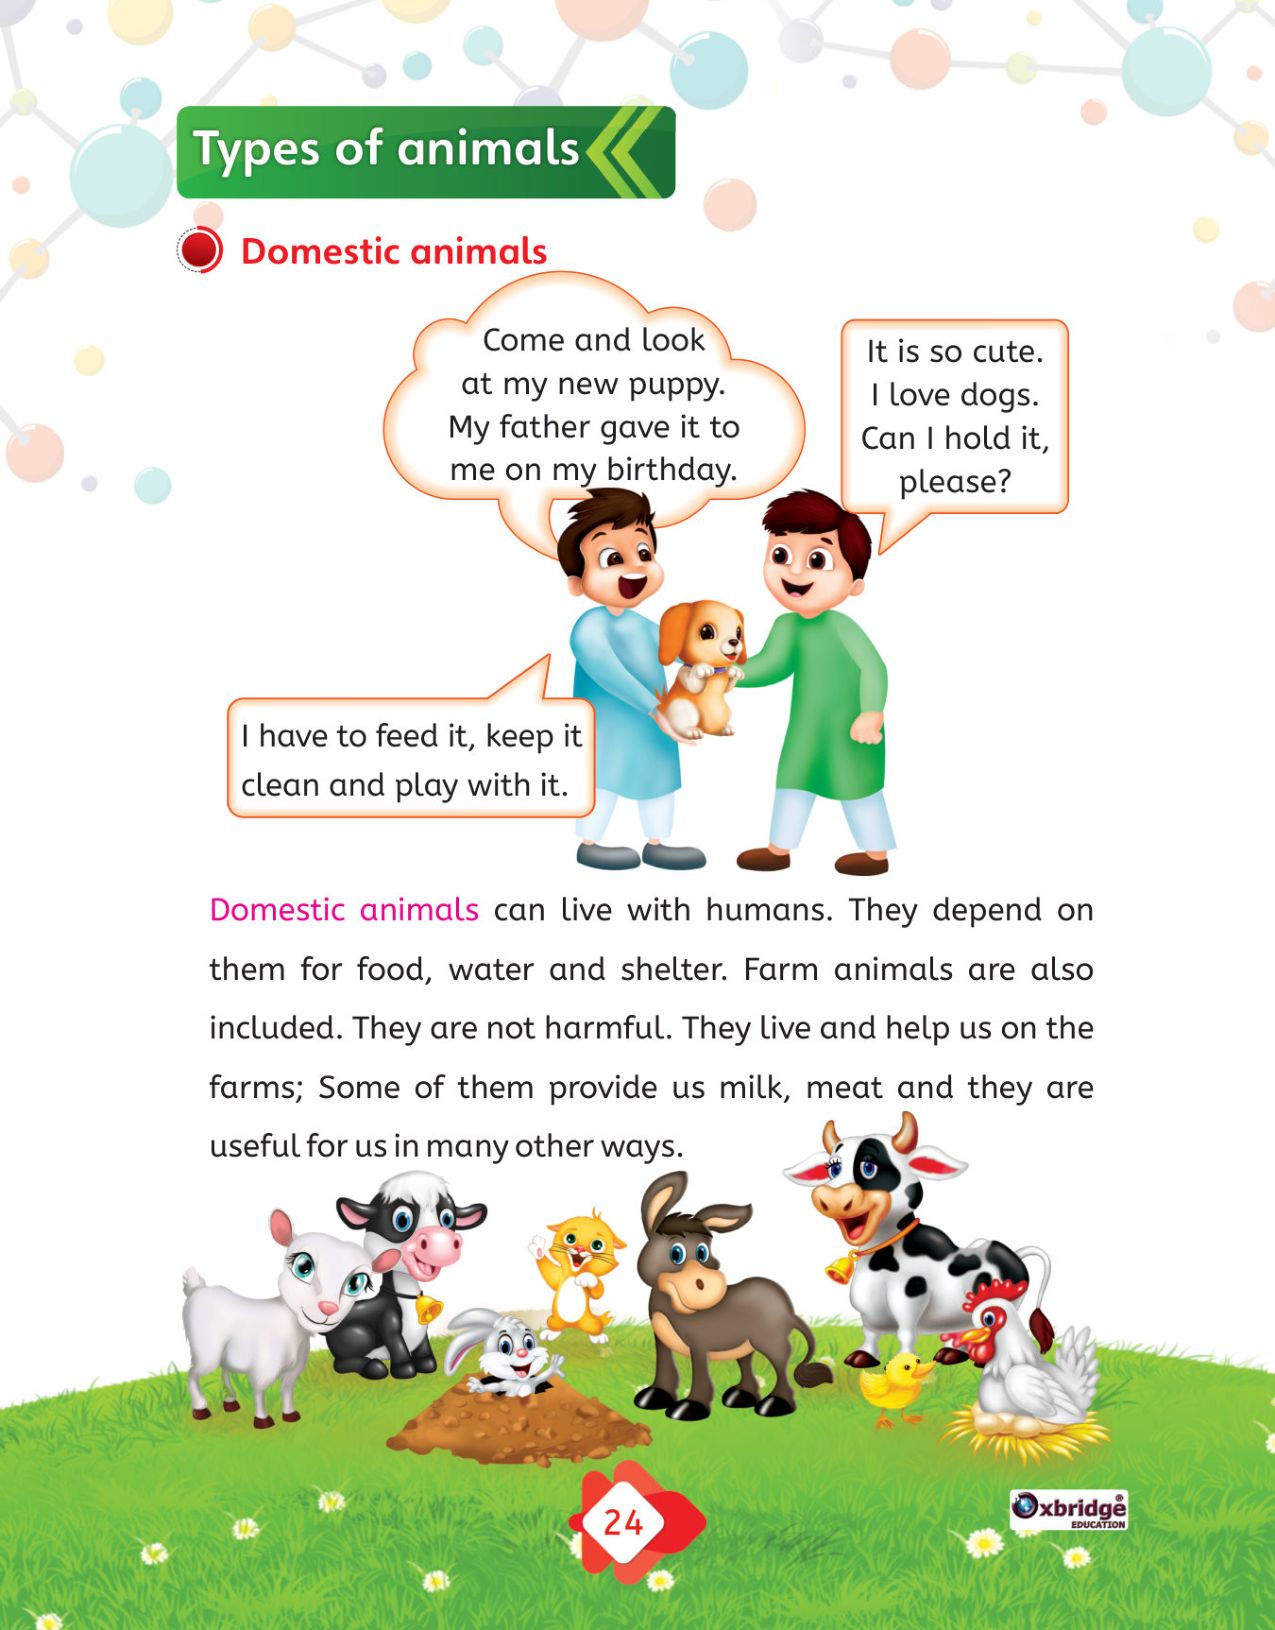 Types of animals
Domestic animals
Come and look
at my new puppy.
My father gave it to
me on my birthday.
It is so cute.
I love dogs.
Can I hold it,
please?
I have to feed it, keep it
clean and play with it.
Domestic animals can live with humans. They depend on
them for food, water and shelter. Farm animals are also
included. They are not harmful. They live and help us on the
farms; Some of them provide us milk, meat and they are
useful for us in many other ways.
24
Oxbridge®
EDUCATION